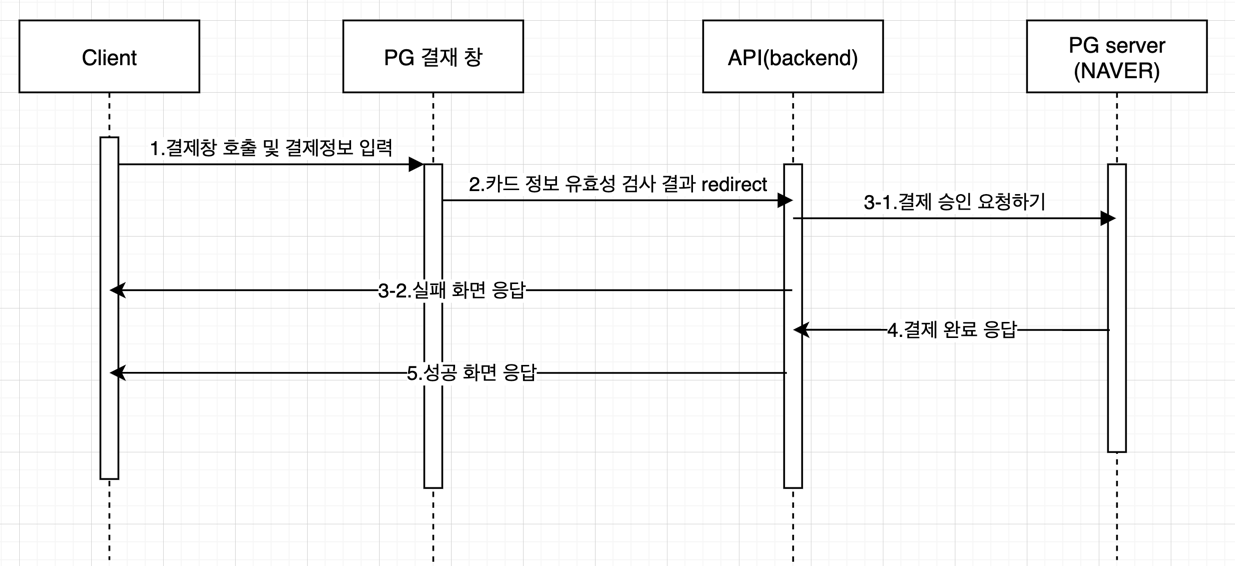 Client
PG 결재 창
API(backend)
PG server
(NAVER)
1.결제창 호출 및 결제정보 입력
2.카드 정보 유효성 검사 결과 redirect
3-1.결제 승인 요청하기
3-2.실패 화면 응답
4.결제 완료 응답
5.성공 화면 응답